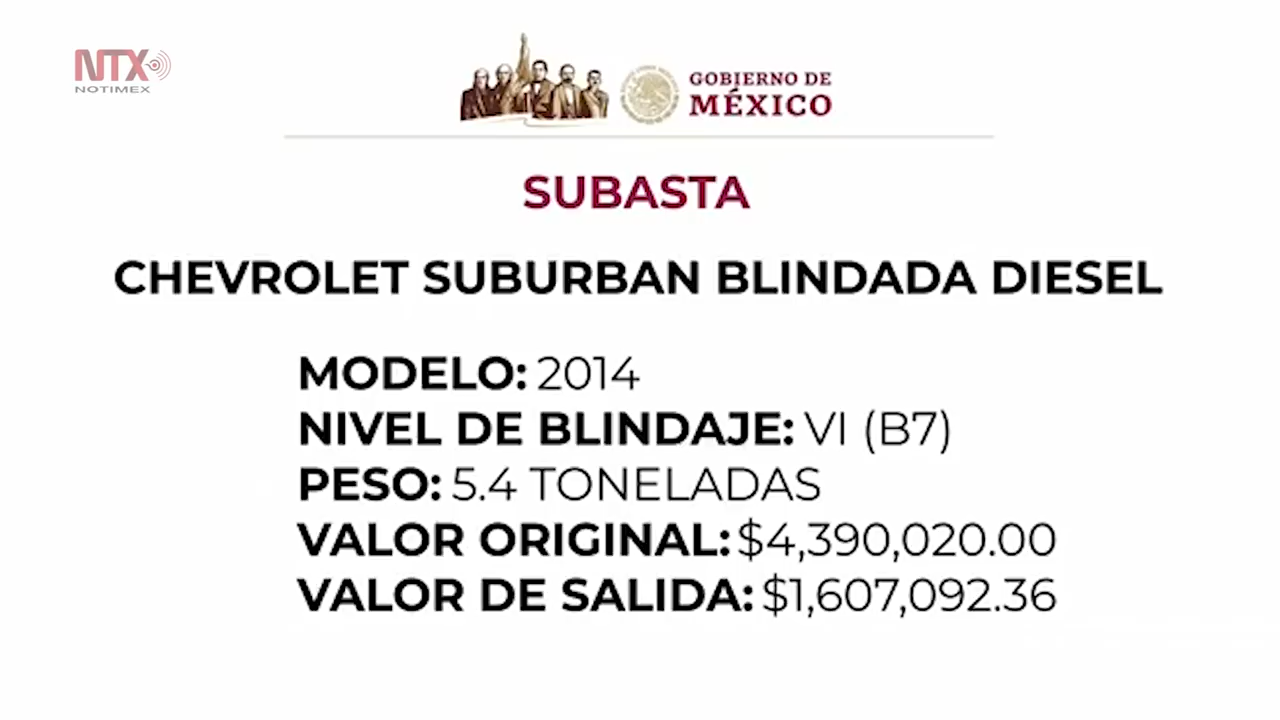 NTX
NOTIMEX
GOBIERNO DE
MÉXICO
SUBASTA
CHEVROLET SUBURBAN BLINDADA DIESEL
MODELO: 2014
NIVEL DE BLINDAJE: VI (B7)
PESO: 5.4 TONELADAS
VALOR ORIGINAL: $4,390,020.00
VALOR DE SALIDA: $1,607,092.36